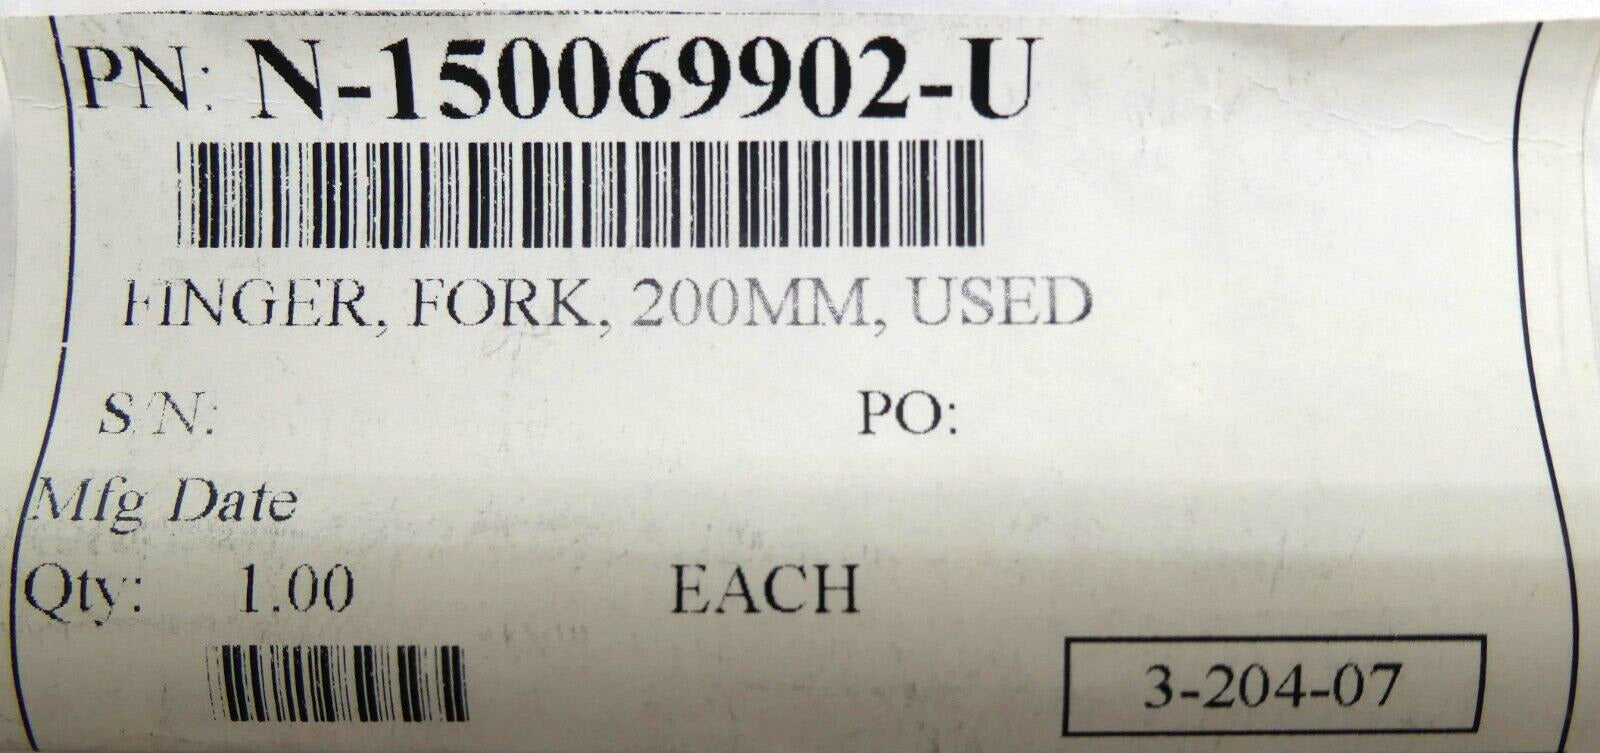 PN: N-150069902-U
FINGER, FORK, 200MM, USED
S/N: PO:
Mfg Date
Qty: 1.00 EACH
3-204-07